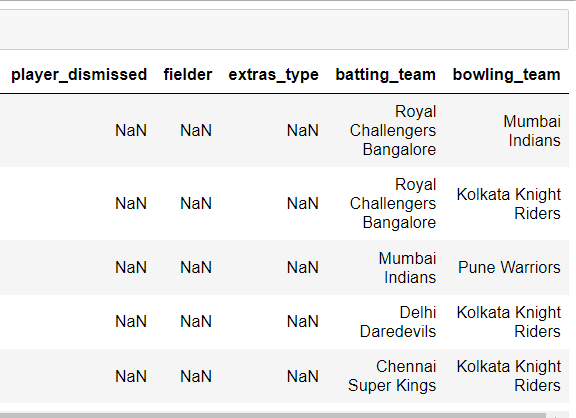 player_dismissed fielder extras_type batting_team bowling_team
NaN NaN NaN Royal Challengers Bangalore Mumbai Indians
NaN NaN NaN Royal Challengers Bangalore Kolkata Knight Riders
NaN NaN NaN Mumbai Indians Pune Warriors
NaN NaN NaN Delhi Daredevils Kolkata Knight Riders
NaN NaN NaN Chennai Super Kings Kolkata Knight Riders